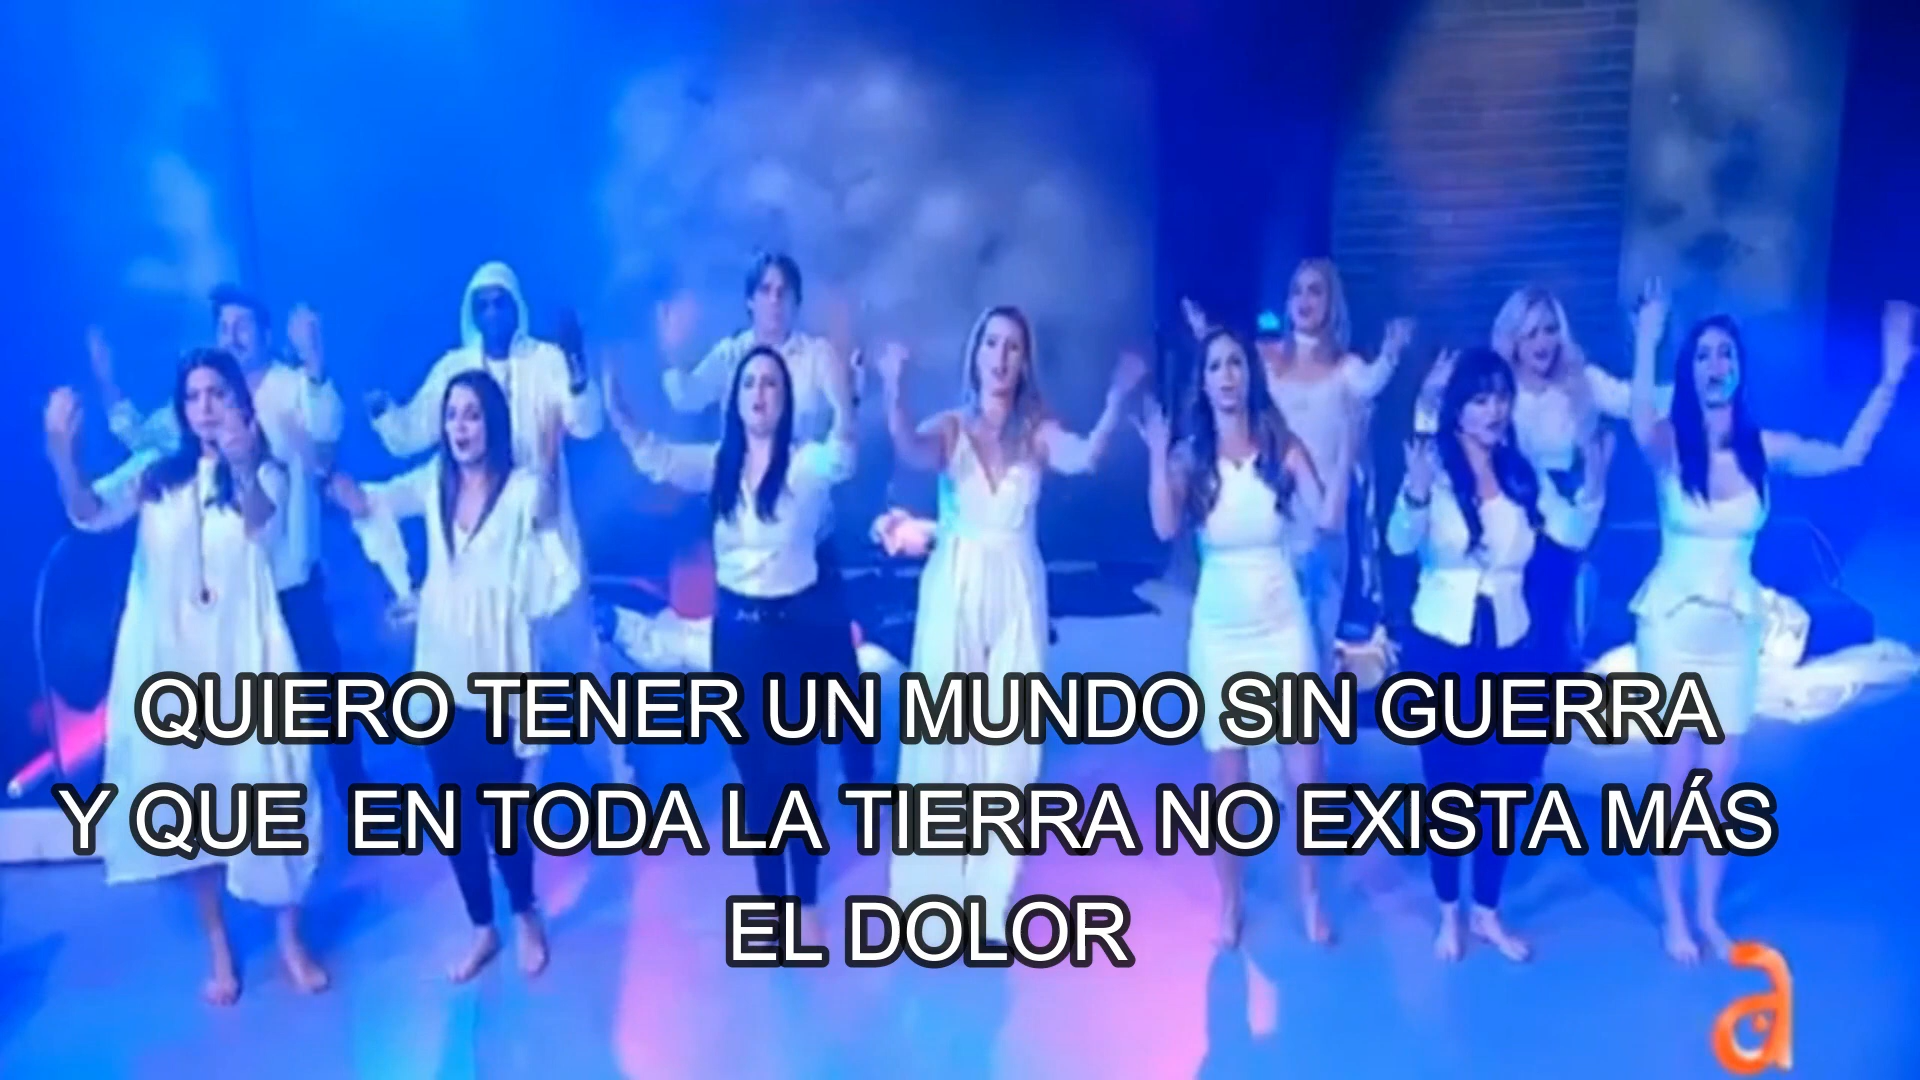 QUIERO TENER UN MUNDO SIN GUERRA
Y QUE  EN TODA LA TIERRA NO EXISTA MÁS
EL DOLOR
a